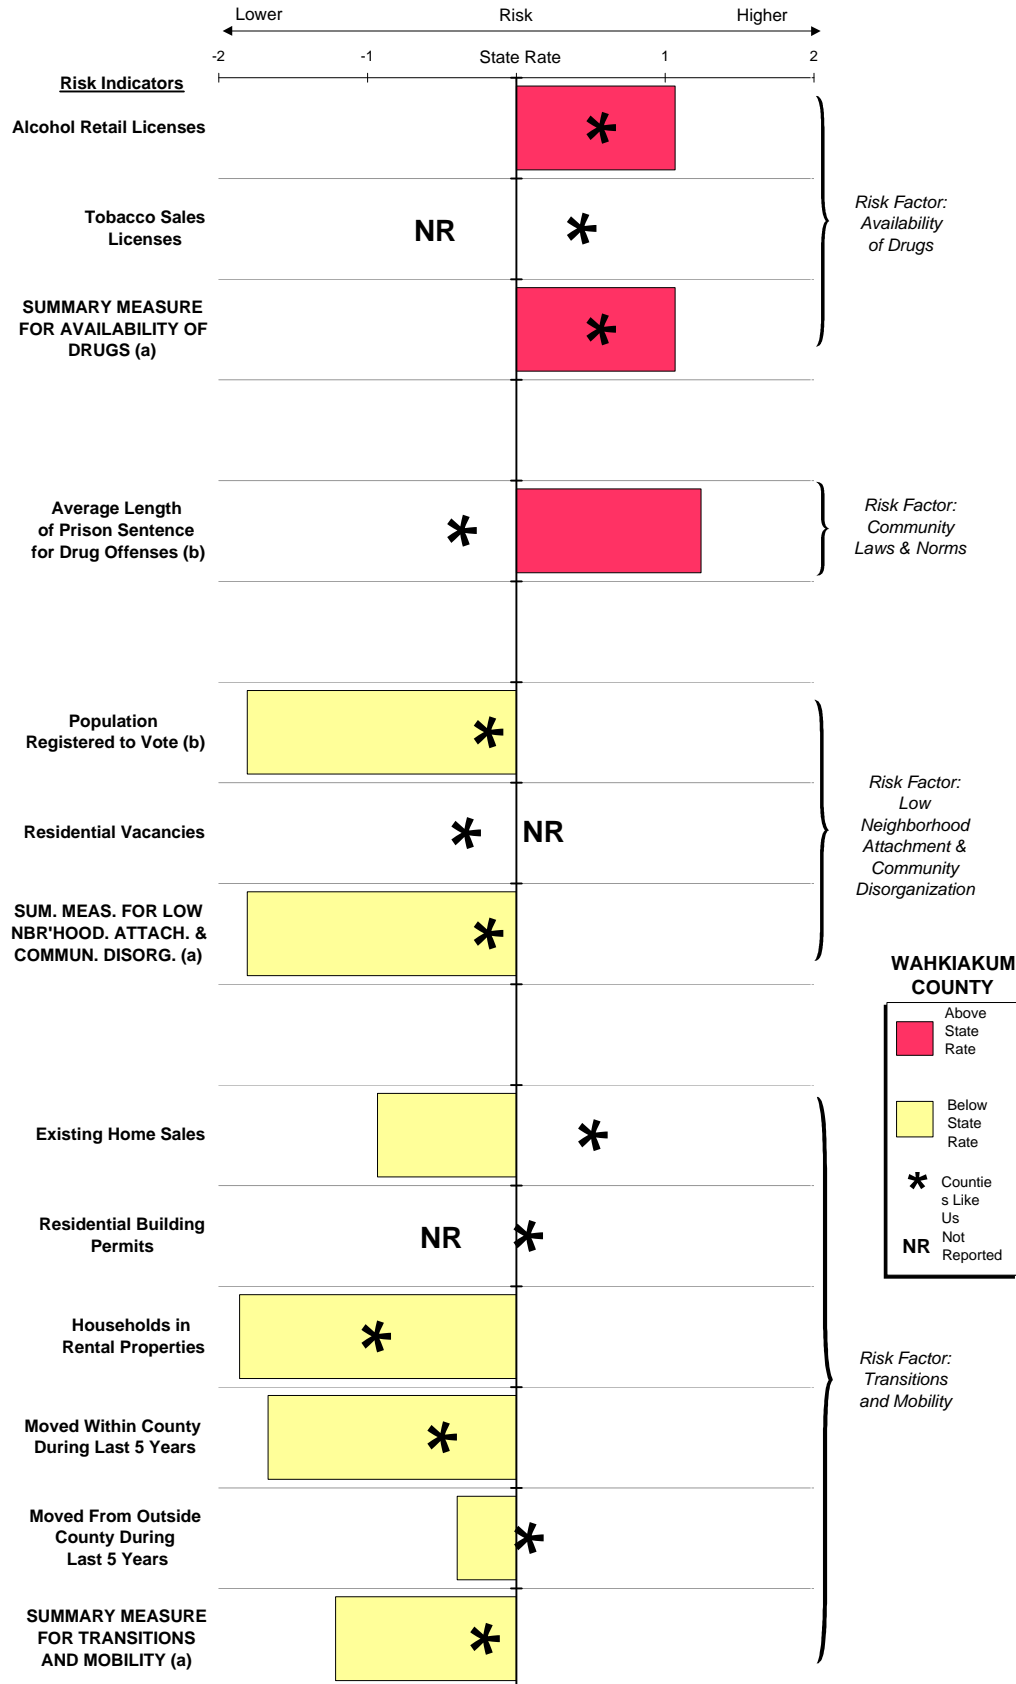 Lower Risk Higher
-2 -1 State Rate 1 2
Risk Indicators
Alcohol Retail Licenses
*
Tobacco Sales
Licenses
NR *
Risk Factor:
Availability
of Drugs
SUMMARY MEASURE
FOR AVAILABILITY OF
DRUGS (a)
*
Average Length
of Prison Sentence
for Drug Offenses (b)
*
Risk Factor:
Community
Laws & Norms
Population
Registered to Vote (b)
*
Residential Vacancies
* NR
Risk Factor:
Low
Neighborhood
Attachment &
Community
Disorganization
SUM. MEAS. FOR LOW
NBR'HOOD. ATTACH. &
COMMUN. DISORG. (a)
*
WAHKIAKUM
COUNTY
Above
State
Rate
Below
State
Rate
* Countie
s Like
Us
NR Not
Reported
Existing Home Sales
*
Residential Building
Permits
NR *
Households in
Rental Properties
*
Risk Factor:
Transitions
and Mobility
Moved Within County
During Last 5 Years
*
Moved From Outside
County During
Last 5 Years
*
SUMMARY MEASURE
FOR TRANSITIONS
AND MOBILITY (a)
*